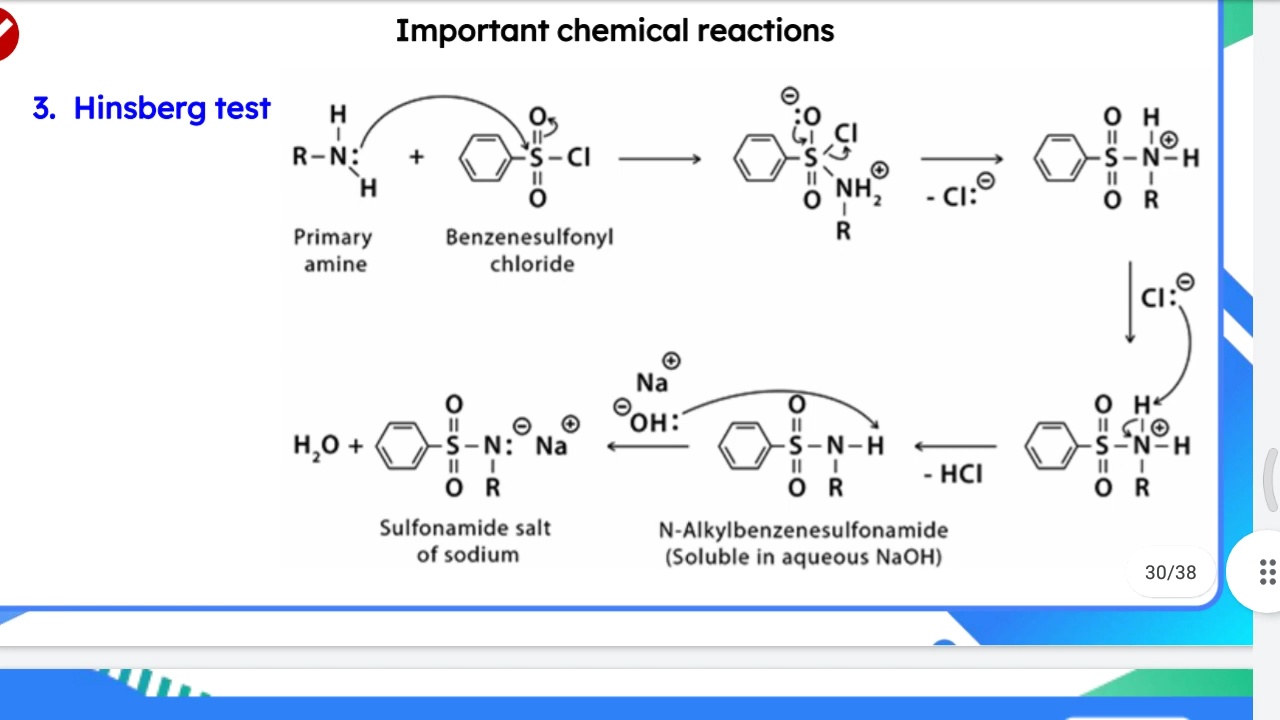 Important chemical reactions
3. Hinsberg test
H
R–N:
H
+
O
S–Cl
O
Primary
amine
Benzenesulfonyl
chloride
⊖
:O
Cl
S
O
NH₂⊕
R
- Cl:⊖
O H
S–N⊕–H
O R
Cl:⊖
O H
S–N⊕–H
O R
- HCl
O
S–N–H
O R
N-Alkylbenzenesulfonamide
(Soluble in aqueous NaOH)
Na⊕
⊖OH:
H₂O +
O
S–N:⊖ Na⊕
O R
Sulfonamide salt
of sodium
30/38